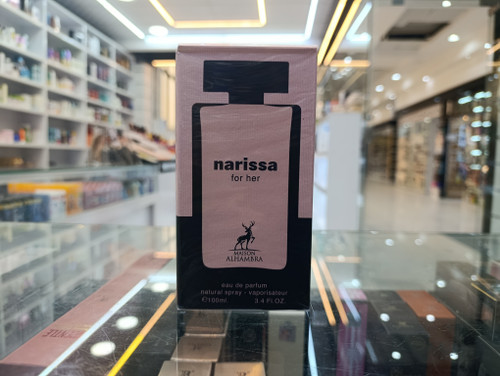 narissa
for her
MAISON
ALHAMBRA
eau de parfum
natural spray - vaporisateur
℮100ml 3.4 FL.OZ